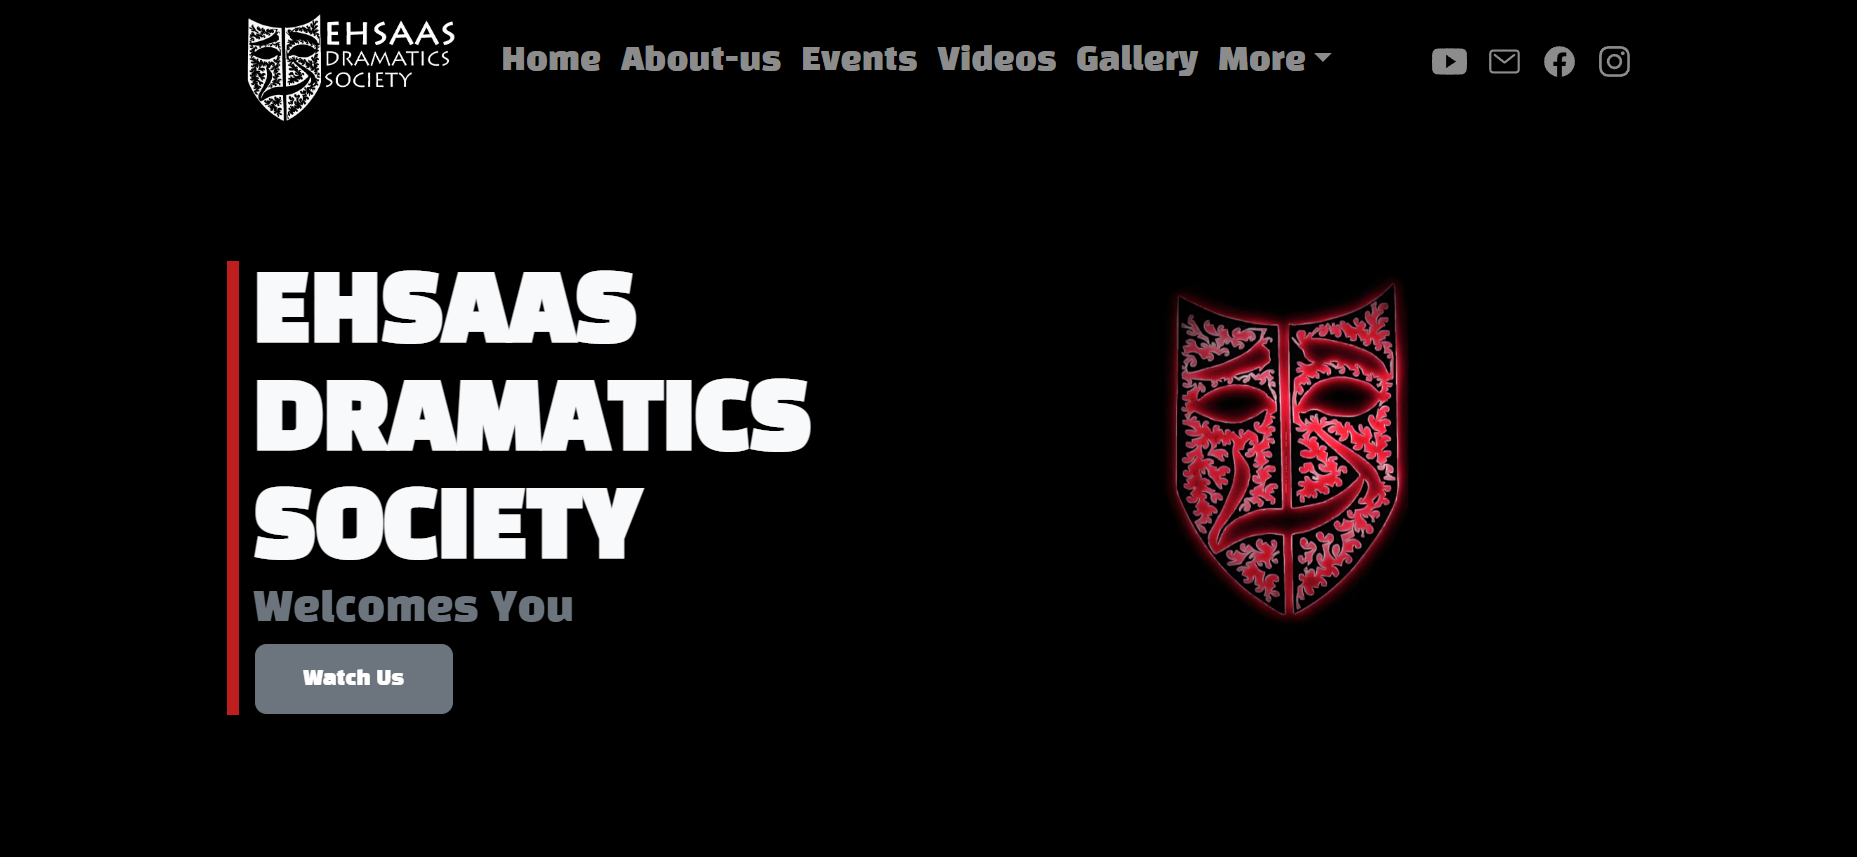 EHSAAS
DRAMATICS
SOCIETY
Home About-us Events Videos Gallery More
EHSAAS
DRAMATICS
SOCIETY
Welcomes You
Watch Us